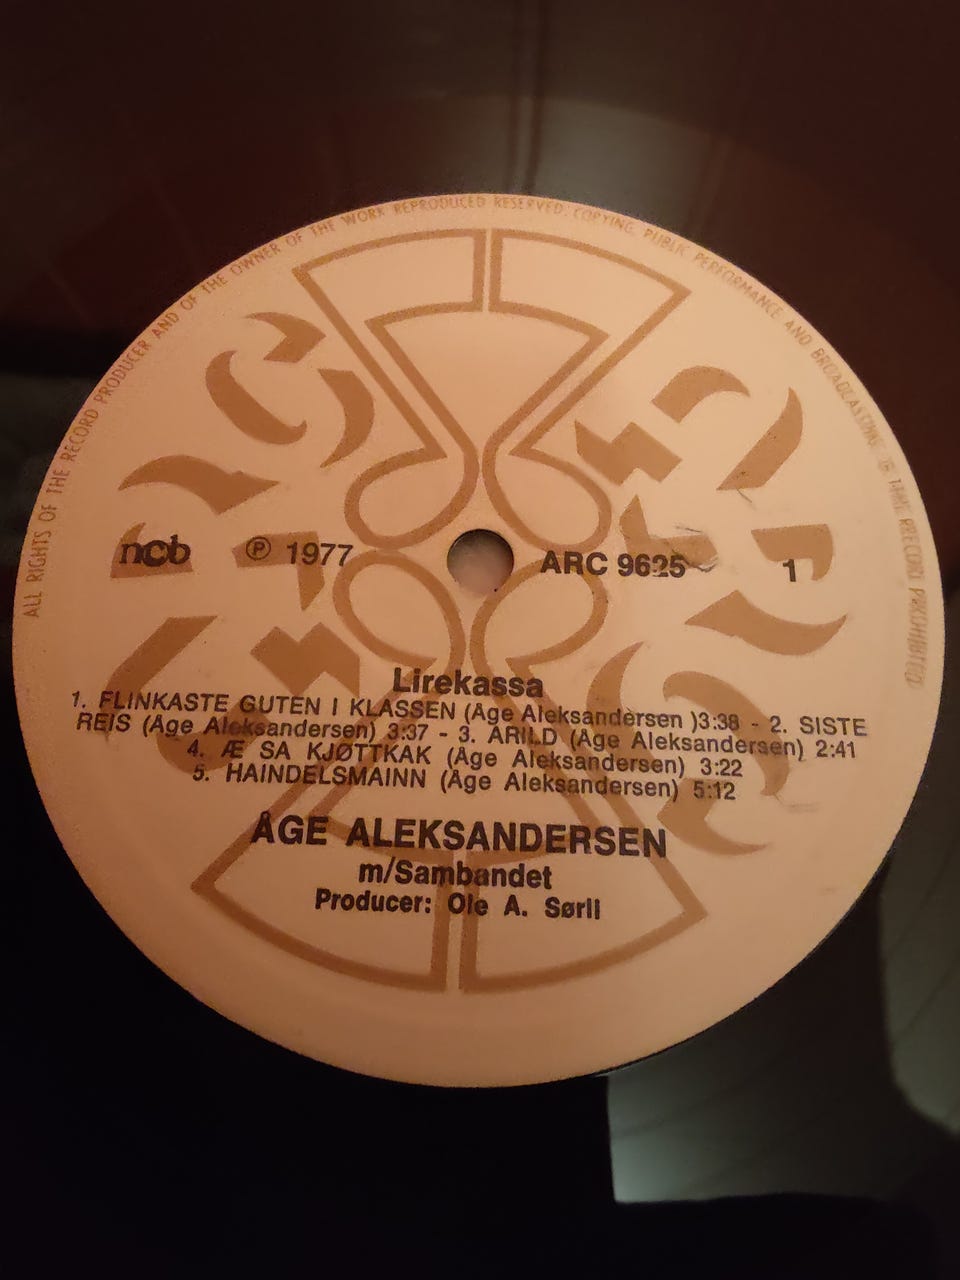 ALL RIGHTS OF THE RECORD PRODUCER AND OF THE OWNER OF THE WORK REPRODUCED RESERVED. COPYING, PUBLIC PERFORMANCE AND BROADCASTING OF THE RECORD PROHIBITED
ncb ℗ 1977 ARC 9625 1
Lirekassa
1. FLINKASTE GUTEN I KLASSEN (Åge Aleksandersen )3:38 - 2. SISTE
REIS (Åge Aleksandersen) 3:37 - 3. ARILD (Åge Aleksandersen) 2:41
4. Æ SA KJØTTKAK (Åge Aleksandersen) 3:22
5. HAINDELSMAINN (Åge Aleksandersen) 5:12
ÅGE ALEKSANDERSEN
m/Sambandet
Producer: Ole A. Sørli